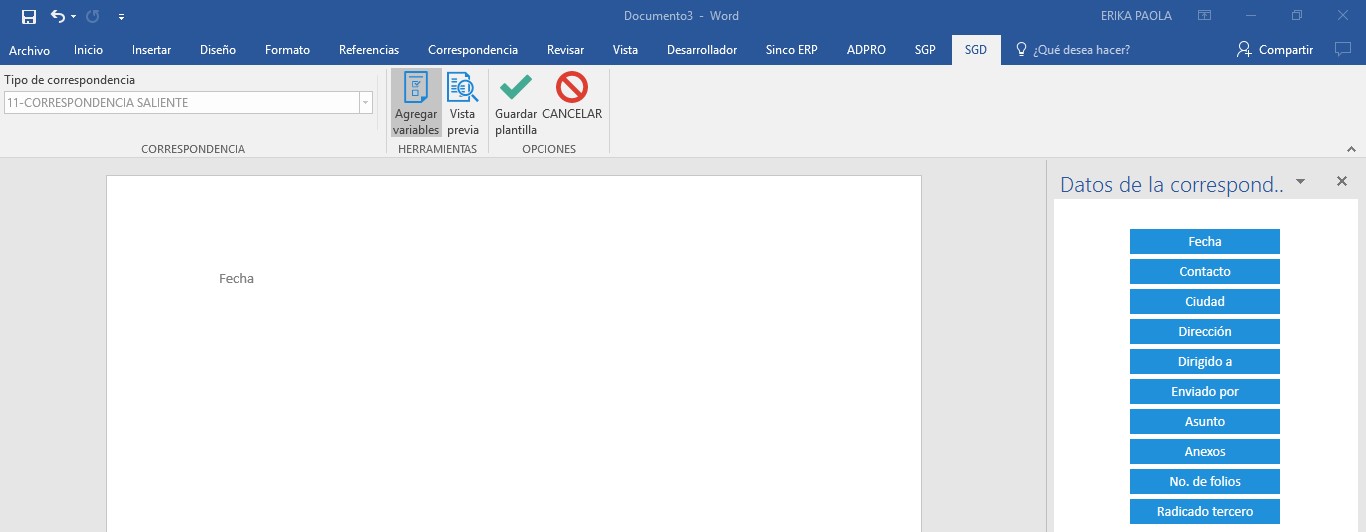 Documento3 - Word
ERIKA PAOLA
Archivo Inicio Insertar Diseño Formato Referencias Correspondencia Revisar Vista Desarrollador Sinco ERP ADPRO SGP SGD ¿Qué desea hacer? Compartir
Tipo de correspondencia
11-CORRESPONDENCIA SALIENTE
CORRESPONDENCIA
Agregar variables
Vista previa
HERRAMIENTAS
Guardar plantilla
CANCELAR
OPCIONES
Fecha
Datos de la correspond..
Fecha
Contacto
Ciudad
Dirección
Dirigido a
Enviado por
Asunto
Anexos
No. de folios
Radicado tercero